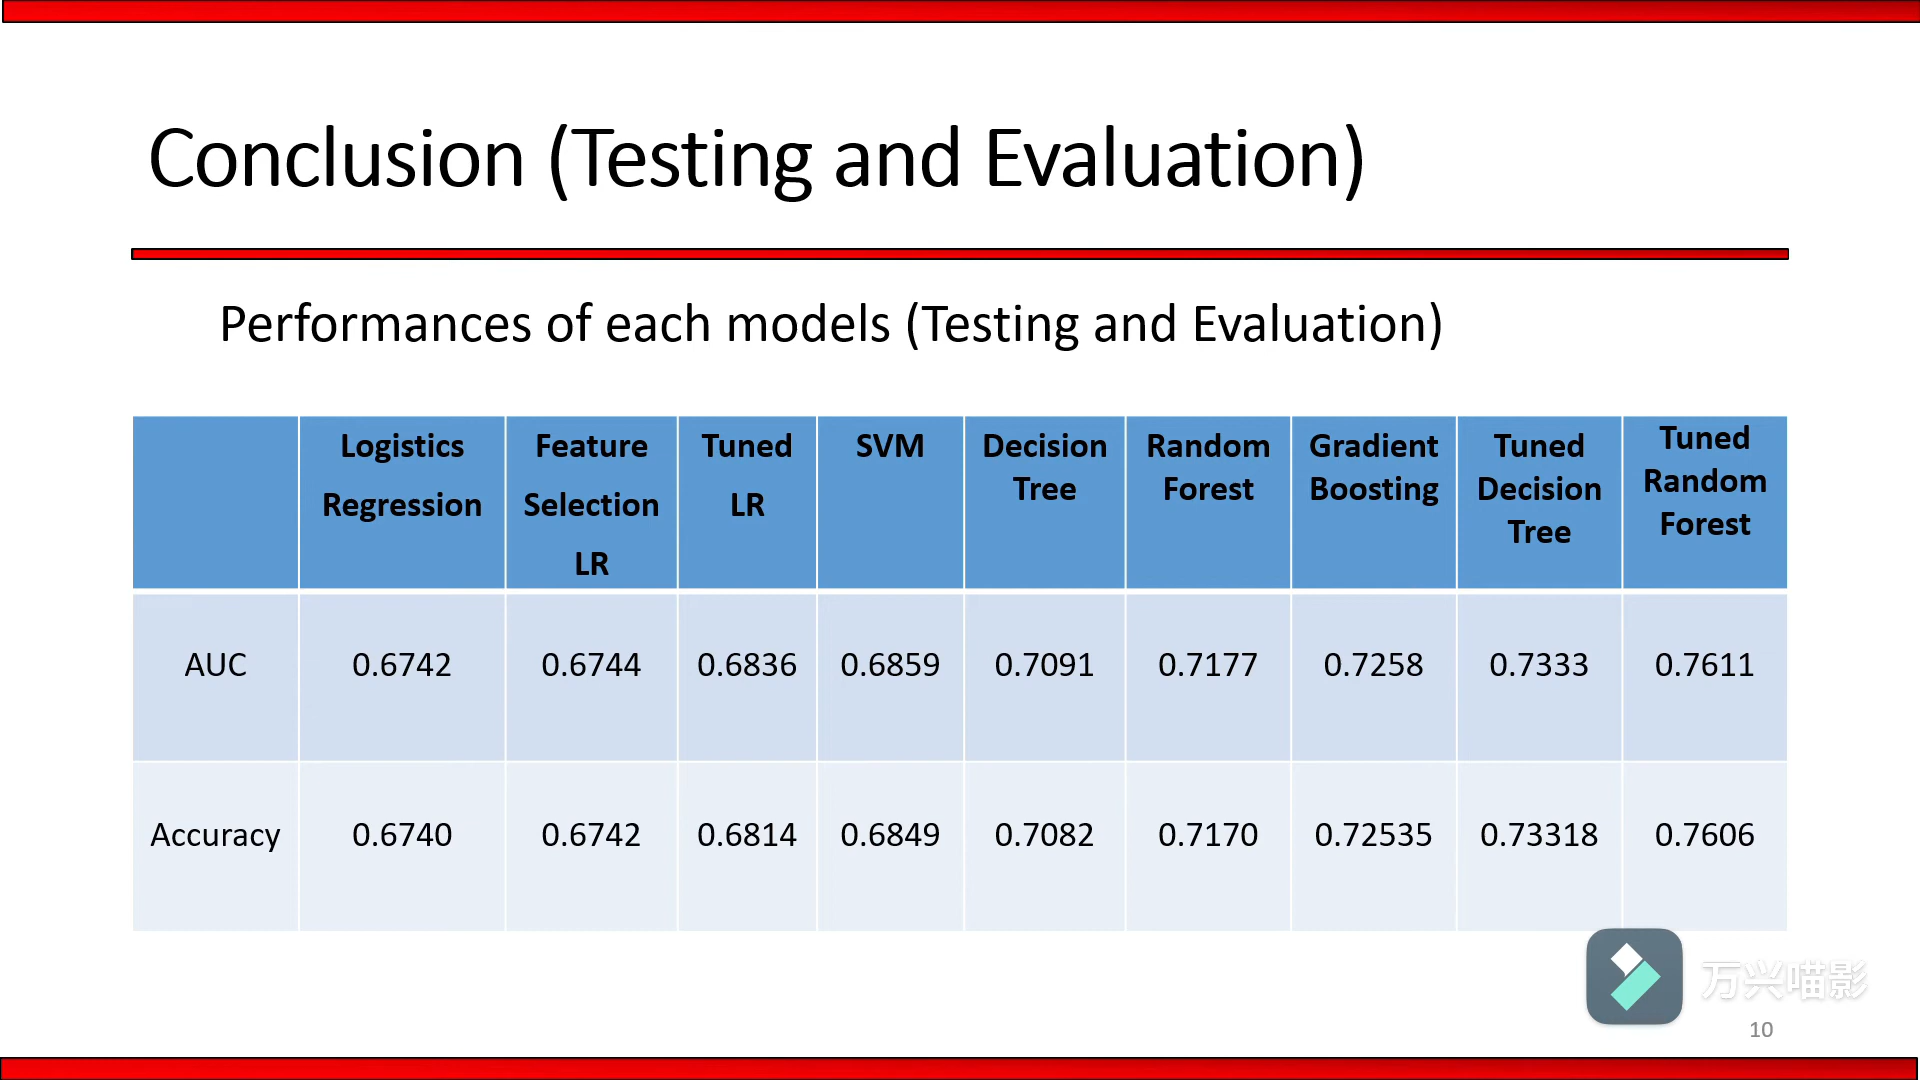 Conclusion (Testing and Evaluation)
Performances of each models (Testing and Evaluation)
Logistics Regression Feature Selection LR Tuned LR SVM Decision Tree Random Forest Gradient Boosting Tuned Decision Tree Tuned Random Forest
AUC 0.6742 0.6744 0.6836 0.6859 0.7091 0.7177 0.7258 0.7333 0.7611
Accuracy 0.6740 0.6742 0.6814 0.6849 0.7082 0.7170 0.72535 0.73318 0.7606
万兴喵影
10